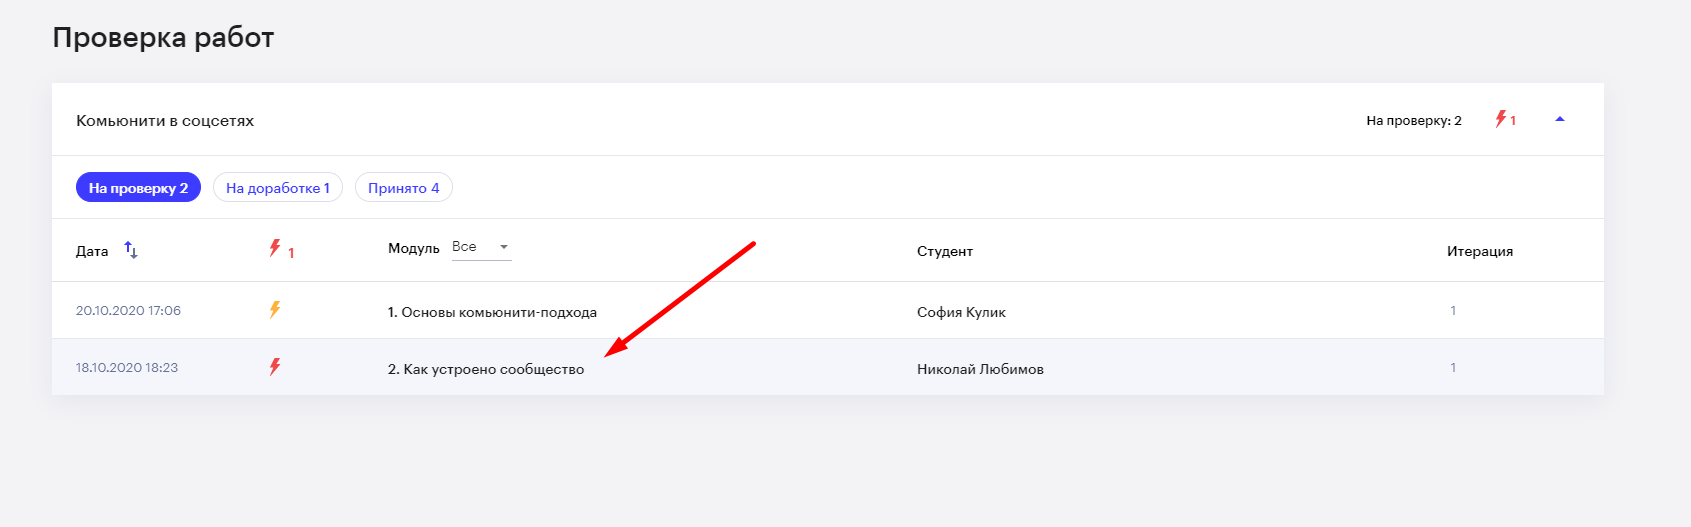 Проверка работ
Комьюнити в соцсетях На проверку: 2 1
На проверку 2 На доработке 1 Принято 4
Дата 1 Модуль Все Студент Итерация
20.10.2020 17:06 1. Основы комьюнити-подхода София Кулик 1
18.10.2020 18:23 2. Как устроено сообщество Николай Любимов 1